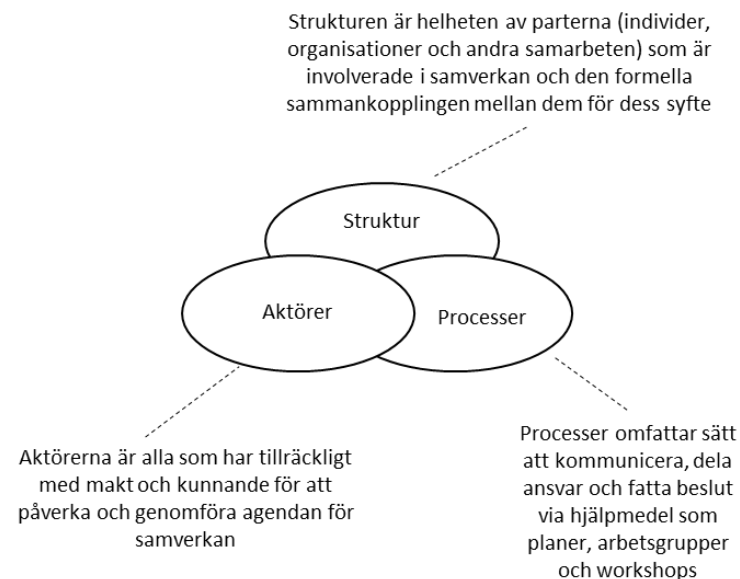 Strukturen är helheten av parterna (individer,
organisationer och andra samarbeten) som är
involverade i samverkan och den formella
sammankopplingen mellan dem för dess syfte
Struktur
Aktörer
Processer
Aktörerna är alla som har tillräckligt
med makt och kunnande för att
påverka och genomföra agendan för
samverkan
Processer omfattar sätt
att kommunicera, dela
ansvar och fatta beslut
via hjälpmedel som
planer, arbetsgrupper
och workshops